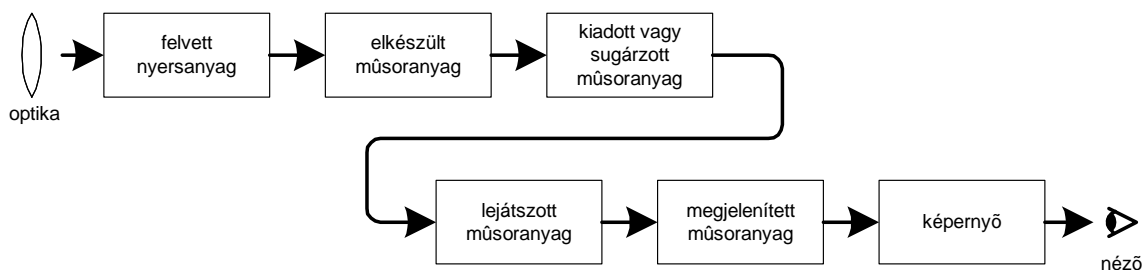 optika
felvett
nyersanyag
elkészült
mûsoranyag
kiadott vagy
sugárzott
mûsoranyag
lejátszott
mûsoranyag
megjelenített
mûsoranyag
képernyõ
nézõ